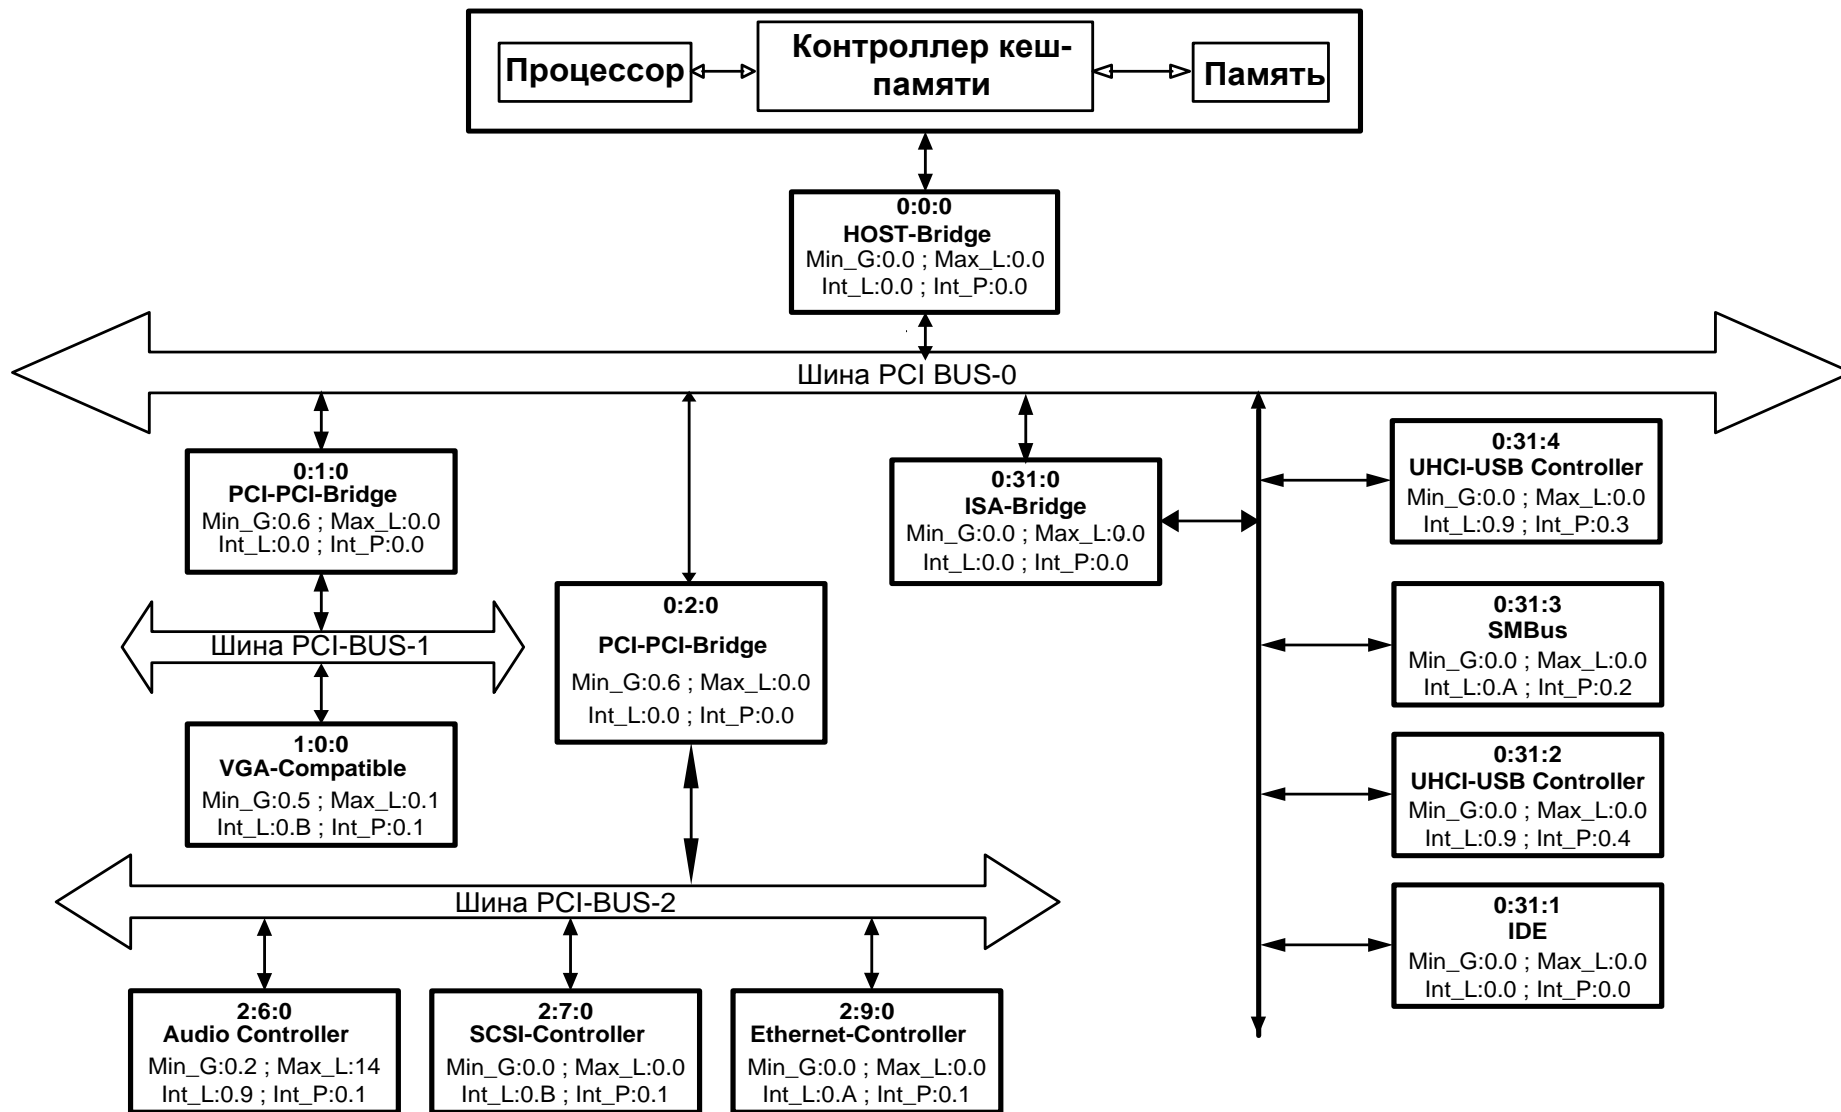 Процессор
Контроллер кеш-
памяти
Память
0:0:0
HOST-Bridge
Min_G:0.0 ; Max_L:0.0
Int_L:0.0 ; Int_P:0.0
Шина PCI BUS-0
0:1:0
PCI-PCI-Bridge
Min_G:0.6 ; Max_L:0.0
Int_L:0.0 ; Int_P:0.0
Шина PCI-BUS-1
1:0:0
VGA-Compatible
Min_G:0.5 ; Max_L:0.1
Int_L:0.B ; Int_P:0.1
0:2:0
PCI-PCI-Bridge
Min_G:0.6 ; Max_L:0.0
Int_L:0.0 ; Int_P:0.0
Шина PCI-BUS-2
2:6:0
Audio Controller
Min_G:0.2 ; Max_L:14
Int_L:0.9 ; Int_P:0.1
2:7:0
SCSI-Controller
Min_G:0.0 ; Max_L:0.0
Int_L:0.B ; Int_P:0.1
2:9:0
Ethernet-Controller
Min_G:0.0 ; Max_L:0.0
Int_L:0.A ; Int_P:0.1
0:31:0
ISA-Bridge
Min_G:0.0 ; Max_L:0.0
Int_L:0.0 ; Int_P:0.0
0:31:4
UHCI-USB Controller
Min_G:0.0 ; Max_L:0.0
Int_L:0.9 ; Int_P:0.3
0:31:3
SMBus
Min_G:0.0 ; Max_L:0.0
Int_L:0.A ; Int_P:0.2
0:31:2
UHCI-USB Controller
Min_G:0.0 ; Max_L:0.0
Int_L:0.9 ; Int_P:0.4
0:31:1
IDE
Min_G:0.0 ; Max_L:0.0
Int_L:0.0 ; Int_P:0.0